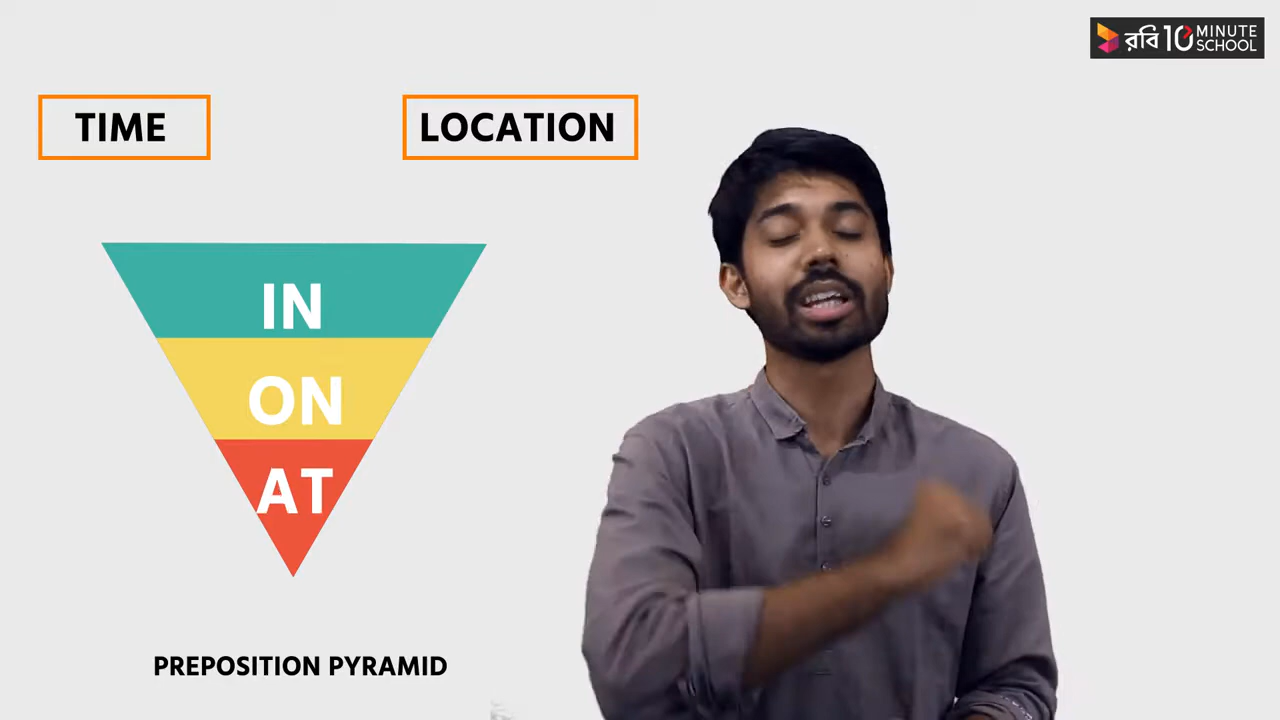 রবি 10 MINUTE SCHOOL
TIME
LOCATION
IN
ON
AT
PREPOSITION PYRAMID